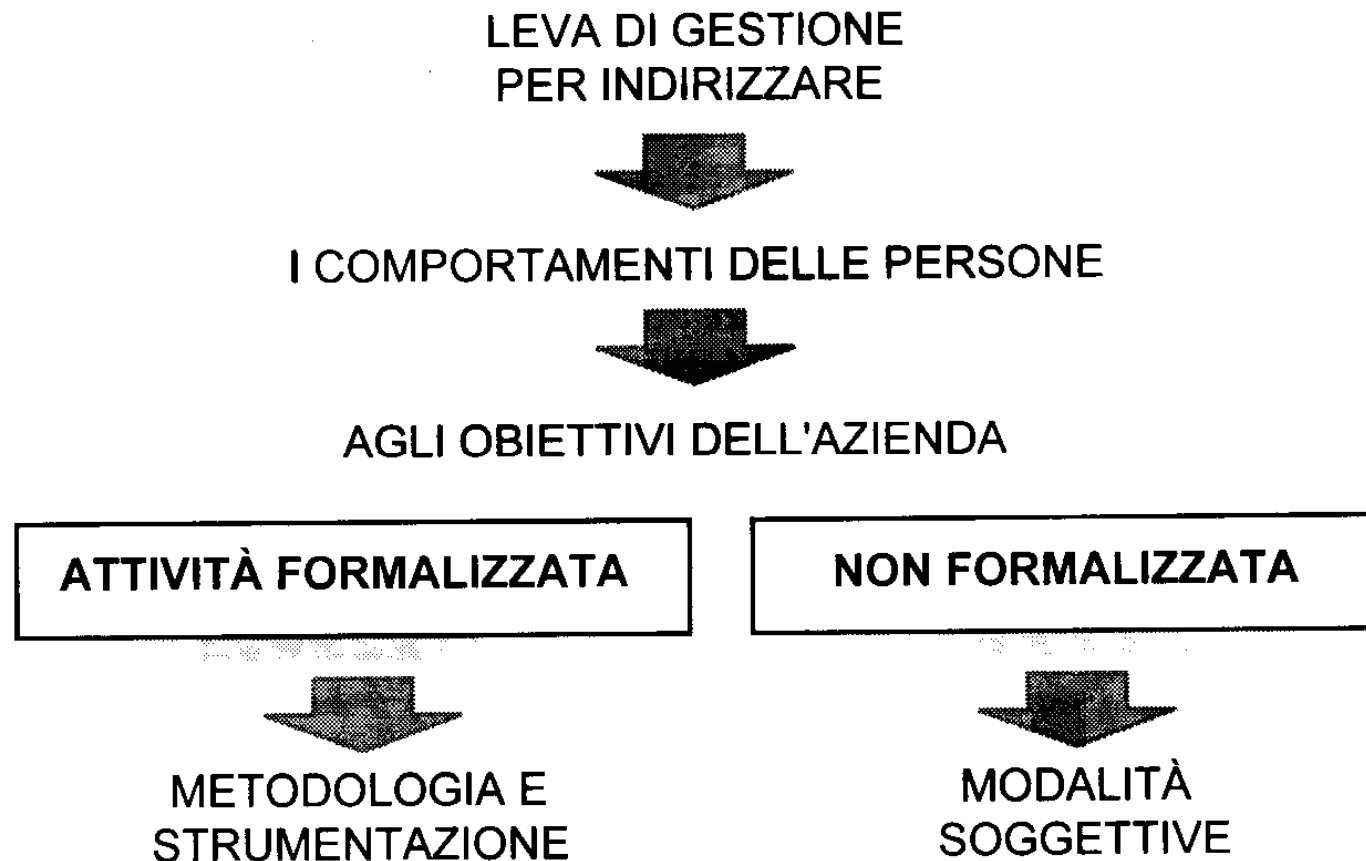 LEVA DI GESTIONE
PER INDIRIZZARE
I COMPORTAMENTI DELLE PERSONE
AGLI OBIETTIVI DELL'AZIENDA
ATTIVITÀ FORMALIZZATA
NON FORMALIZZATA
METODOLOGIA E
STRUMENTAZIONE
MODALITÀ
SOGGETTIVE